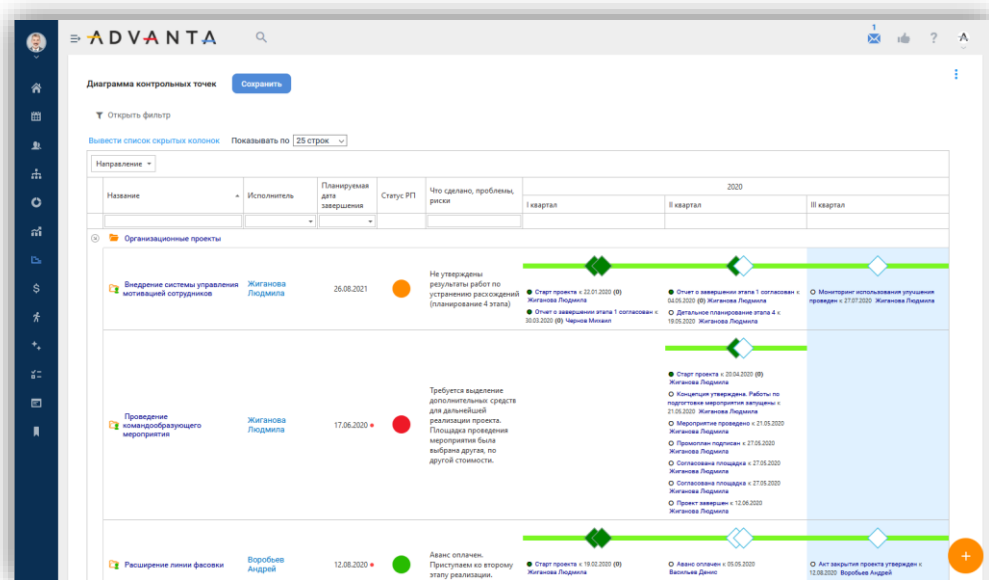 1
ADVANTA
?
Диаграмма контрольных точек
Сохранить
Открыть фильтр
Вывести список скрытых колонок
Показывать по 25 строк
Направление
Название
Исполнитель
Планируемая
дата
завершения
Статус РП
Что сделано, проблемы,
риски
2020
I квартал
II квартал
III квартал
Организационные проекты
Внедрение системы управления
мотивацией сотрудников
Жиганова
Людмила
26.08.2021
Не утверждены
результаты работ по
устранению расхождений
(планирование 4 этапа)
Старт проекта к 22.01.2020 (0)
Жиганова Людмила
Отчет о завершении этапа 1 согласован к
30.03.2020 (0) Чернов Михаил
Отчет о завершении этапа 1 согласован к
04.05.2020 (0) Жиганова Людмила
Детальное планирование этапа 4 к
19.05.2020 Жиганова Людмила
Мониторинг использования улучшения
проведен к 27.07.2020 Жиганова Людмила
Проведение
командообразующего
мероприятия
Жиганова
Людмила
17.06.2020
Требуется выделение
дополнительных средств
для дальнейшей
реализации проекта.
Площадка проведения
мероприятия была
выбрана другая, по
другой стоимости.
Старт проекта к 20.04.2020 (0)
Жиганова Людмила
Концепция утверждена. Работы по
подготовке мероприятия запущены к
21.05.2020 Жиганова Людмила
Мероприятие проведено к 21.05.2020
Жиганова Людмила
Промоплан подписан к 27.05.2020
Жиганова Людмила
Согласована площадка к 27.05.2020
Жиганова Людмила
Согласована площадка к 27.05.2020
Жиганова Людмила
Проект завершен к 12.06.2020
Жиганова Людмила
Расширение линии фасовки
Воробьев
Андрей
12.08.2020
Аванс оплачен.
Приступаем ко второму
этапу реализации.
Старт проекта к 19.02.2020 (0)
Жиганова Людмила
Аванс оплачен к 05.05.2020
Васильев Денис
Акт закрытия проекта утвержден к
12.08.2020 Воробьев Андрей